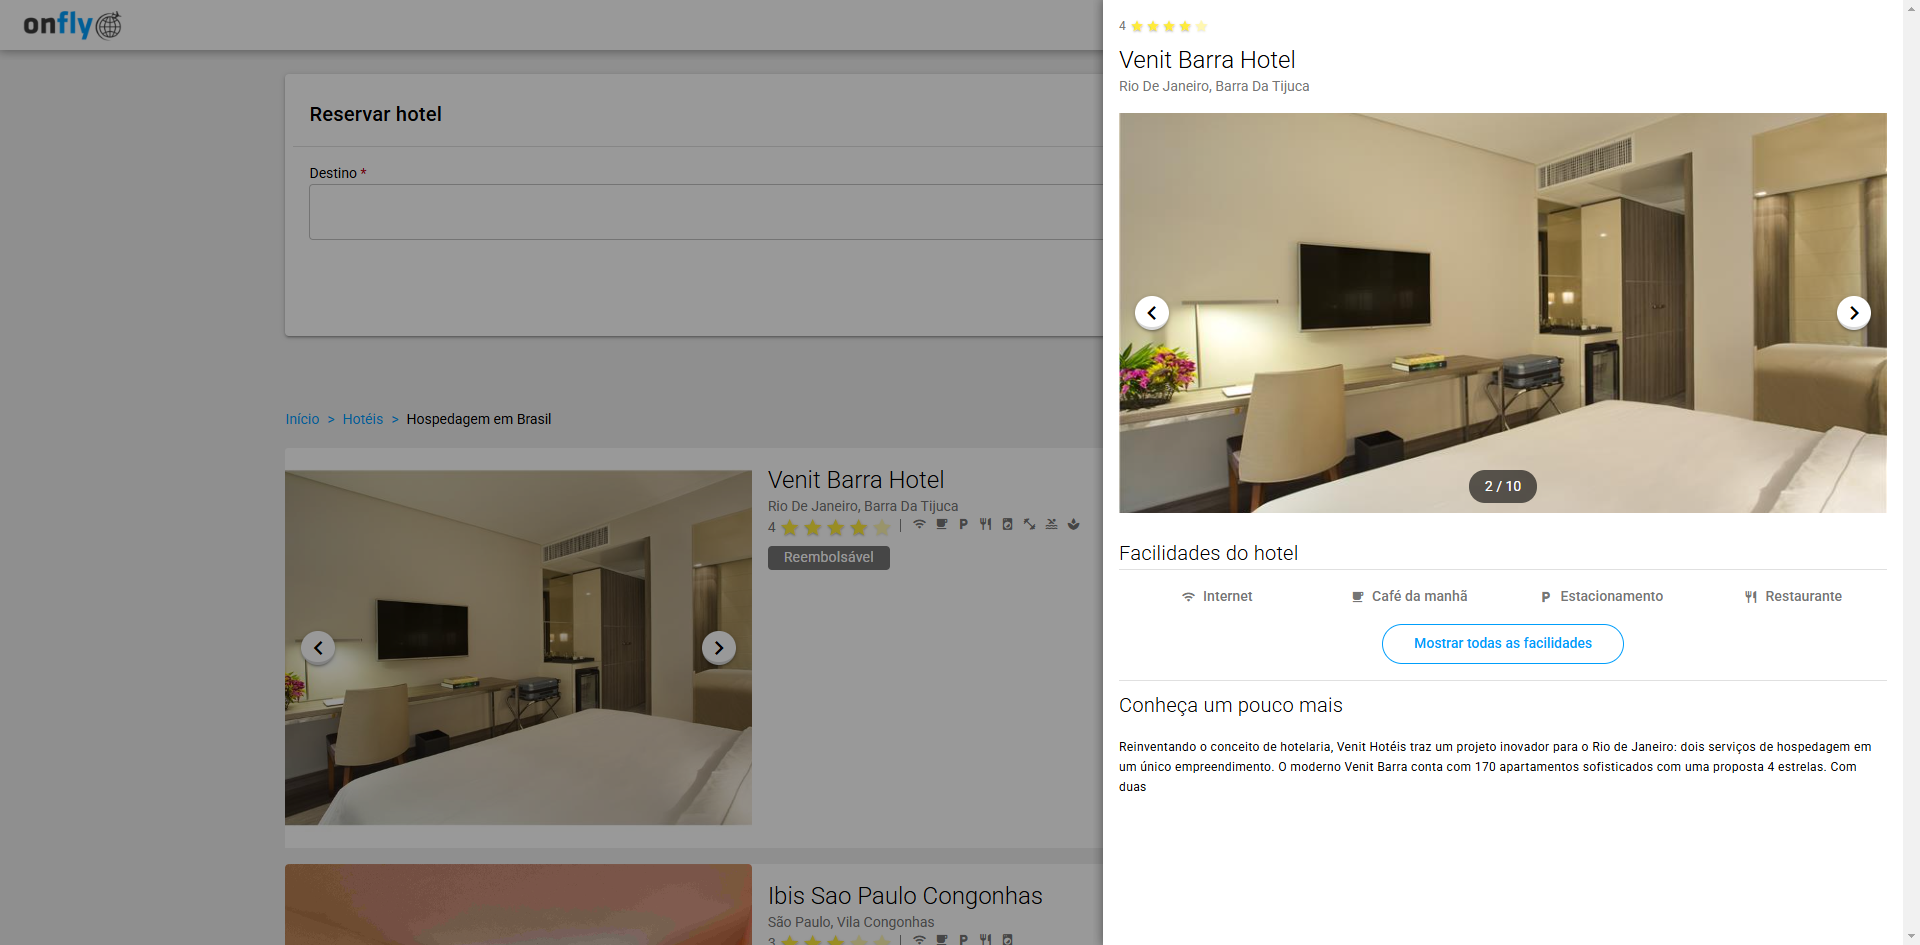 onfly
Reservar hotel
Destino *
Início > Hotéis > Hospedagem em Brasil
Venit Barra Hotel
Rio De Janeiro, Barra Da Tijuca
4
P
Reembolsável
Ibis Sao Paulo Congonhas
São Paulo, Vila Congonhas
3
P
4
Venit Barra Hotel
Rio De Janeiro, Barra Da Tijuca
2 / 10
Facilidades do hotel
Internet
Café da manhã
P Estacionamento
Restaurante
Mostrar todas as facilidades
Conheça um pouco mais
Reinventando o conceito de hotelaria, Venit Hotéis traz um projeto inovador para o Rio de Janeiro: dois serviços de hospedagem em
um único empreendimento. O moderno Venit Barra conta com 170 apartamentos sofisticados com uma proposta 4 estrelas. Com
duas